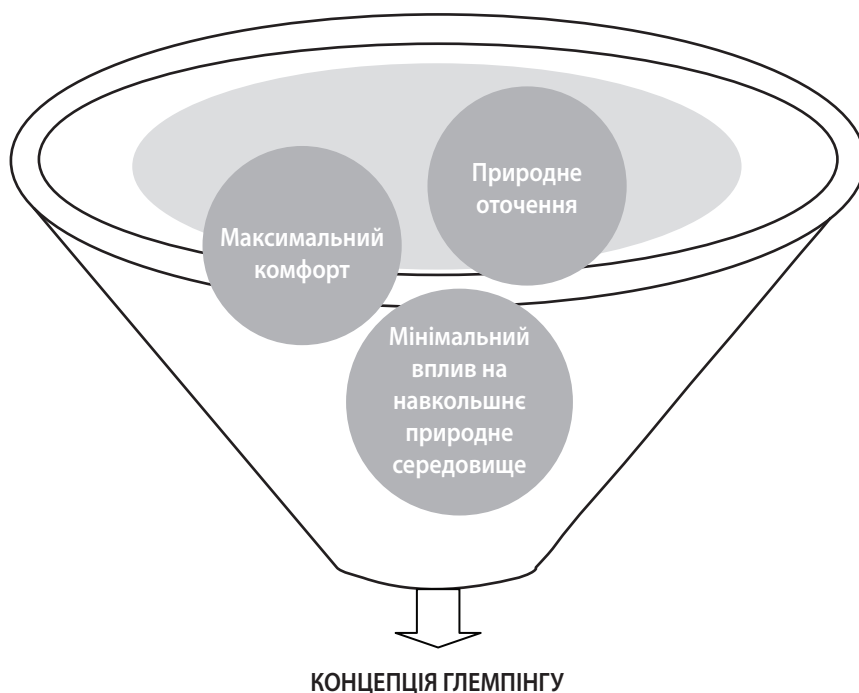 Природне
оточення
Максимальний
комфорт
Мінімальний
вплив на
навкольшнє
природне
середовище
КОНЦЕПЦІЯ ГЛЕМПІНГУ